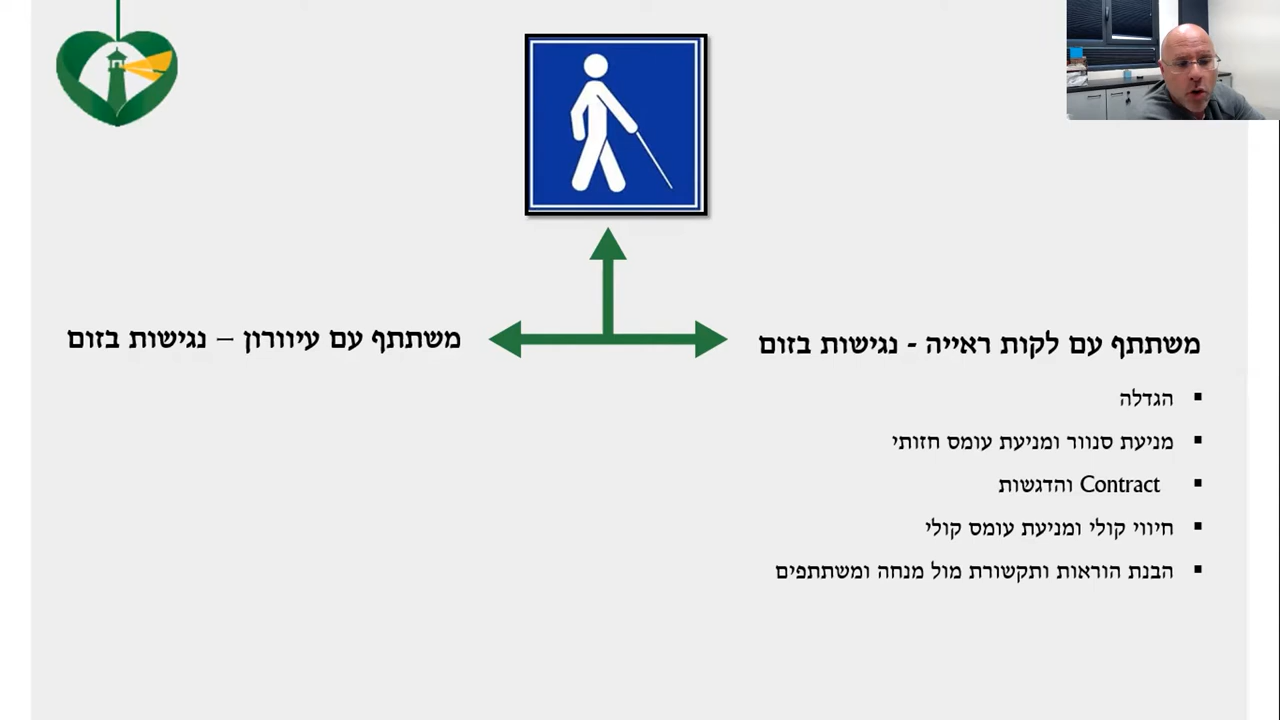 משתתף עם לקות ראייה - נגישות בזום
▪ הגדלה
▪ מניעת סנוור ומניעת עומס חזותי
▪ Contract והדגשות
▪ חיווי קולי ומניעת עומס קולי
▪ הבנת הוראות ותקשורת מול מנחה ומשתתפים
משתתף עם עיוורון – נגישות בזום